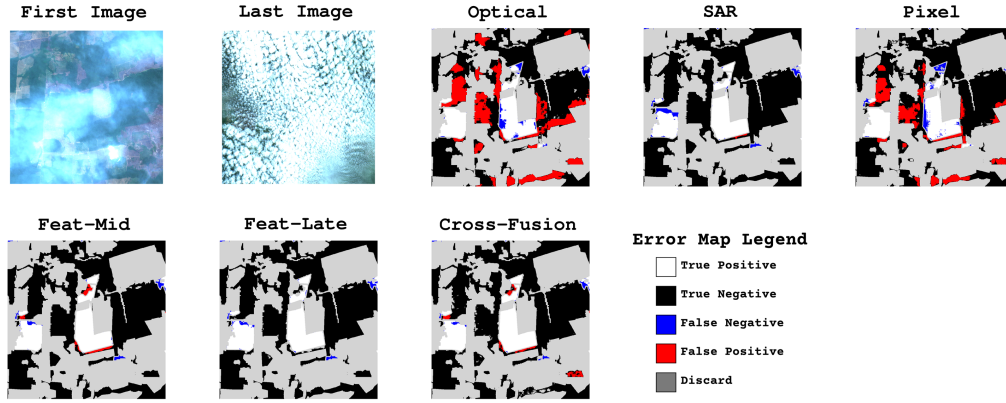 First Image
Last Image
Optical
SAR
Pixel
Feat-Mid
Feat-Late
Cross-Fusion
Error Map Legend
True Positive
True Negative
False Negative
False Positive
Discard